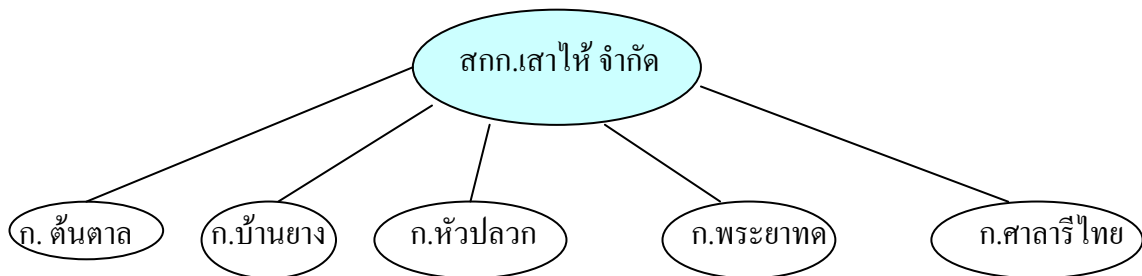 สกก.เสาไห้ จำกัด
ก. ต้นตาล
ก.บ้านยาง
ก.หัวปลวก
ก.พระยาทด
ก.ศาลารีไทย